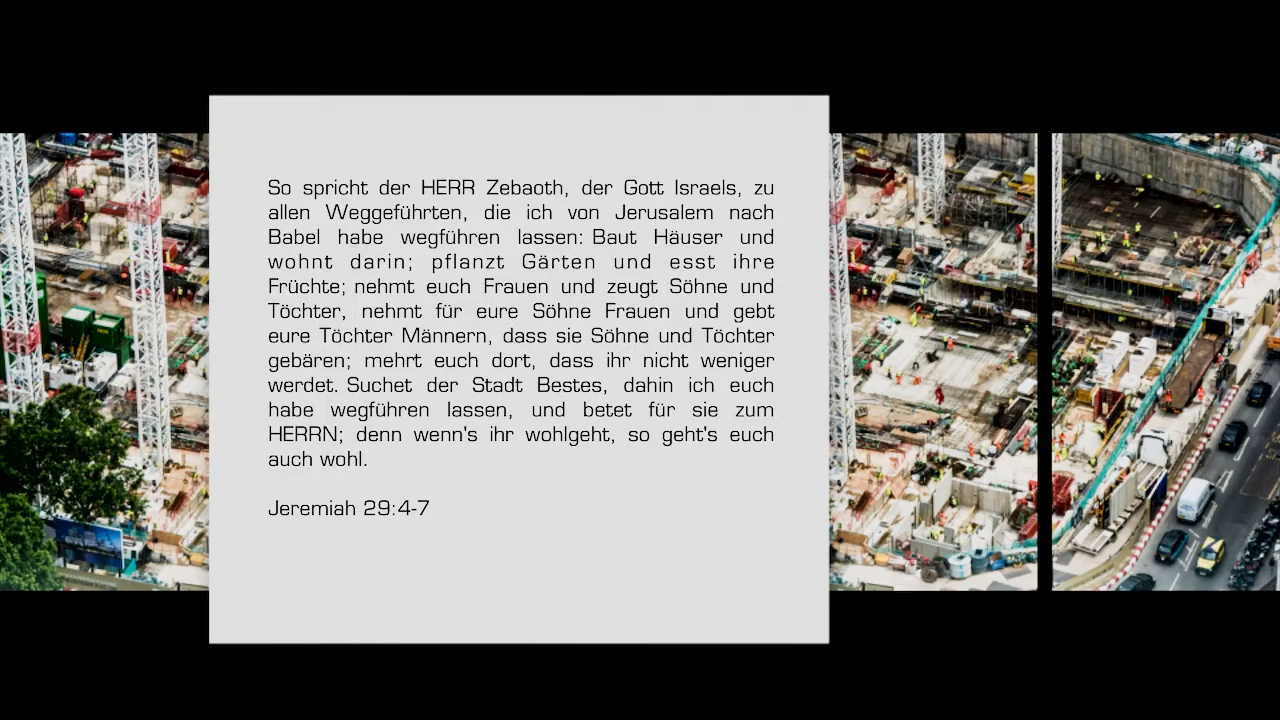 So spricht der HERR Zebaoth, der Gott Israels, zu
allen Weggeführten, die ich von Jerusalem nach
Babel habe wegführen lassen: Baut Häuser und
wohnt darin; pflanzt Gärten und esst ihre
Früchte; nehmt euch Frauen und zeugt Söhne und
Töchter, nehmt für eure Söhne Frauen und gebt
eure Töchter Männern, dass sie Söhne und Töchter
gebären; mehrt euch dort, dass ihr nicht weniger
werdet. Suchet der Stadt Bestes, dahin ich euch
habe wegführen lassen, und betet für sie zum
HERRN; denn wenn's ihr wohlgeht, so geht's euch
auch wohl.
Jeremiah 29:4-7